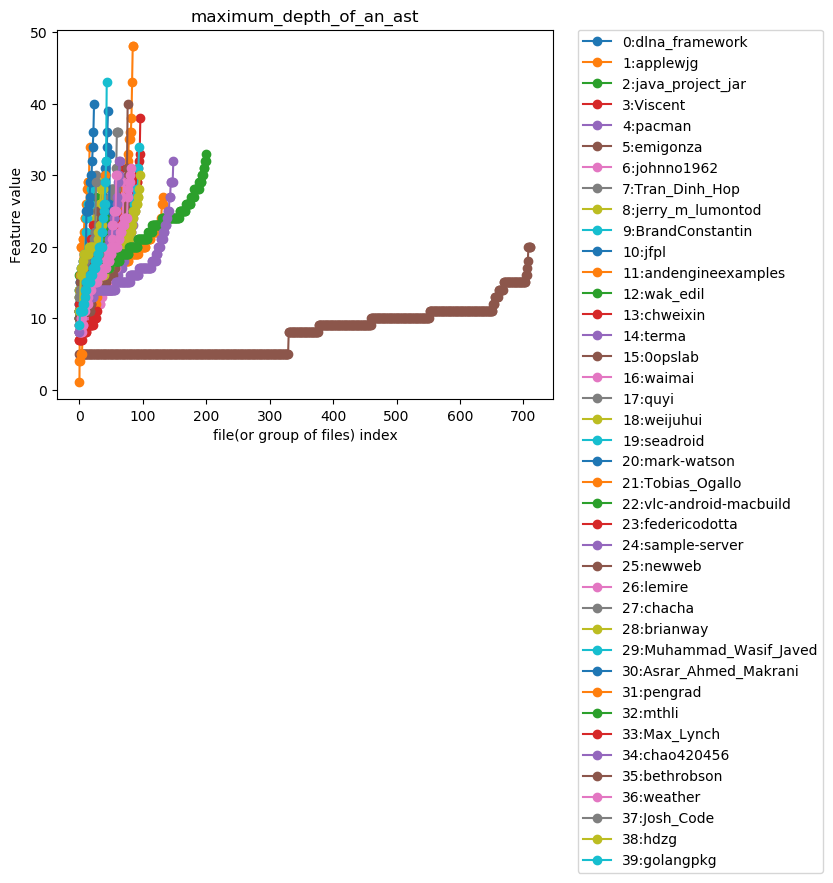 maximum_depth_of_an_ast
Feature value
50
40
30
20
10
0
0
100
200
300
400
500
600
700
file(or group of files) index
0:dlna_framework
1:applewjg
2:java_project_jar
3:Viscent
4:pacman
5:emigonza
6:johnno1962
7:Tran_Dinh_Hop
8:jerry_m_lumontod
9:BrandConstantin
10:jfpl
11:andengineexamples
12:wak_edil
13:chweixin
14:terma
15:0opslab
16:waimai
17:quyi
18:weijuhui
19:seadroid
20:mark-watson
21:Tobias_Ogallo
22:vlc-android-macbuild
23:federicodotta
24:sample-server
25:newweb
26:lemire
27:chacha
28:brianway
29:Muhammad_Wasif_Javed
30:Asrar_Ahmed_Makrani
31:pengrad
32:mthli
33:Max_Lynch
34:chao420456
35:bethrobson
36:weather
37:Josh_Code
38:hdzg
39:golangpkg